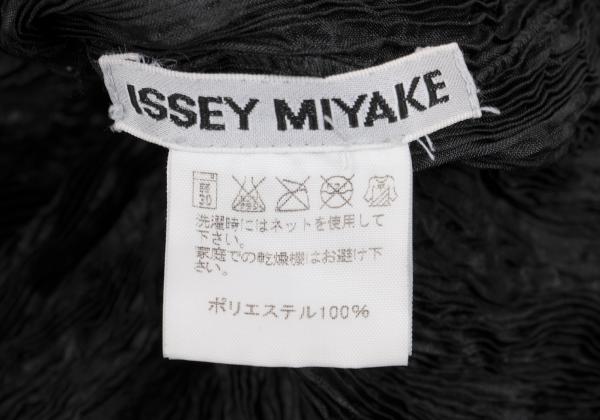 ISSEY MIYAKE
洗濯時にはネットを使用して
下さい。
家庭での乾燥機はお避け下
さい。
ポリエステル100%